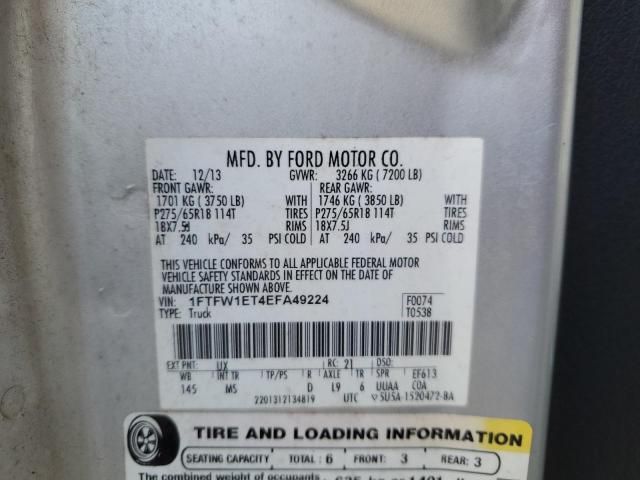 MFD. BY FORD MOTOR CO.
DATE: 12/13 GVWR: 3266 KG ( 7200 LB)
FRONT GAWR: REAR GAWR:
1701 KG ( 3750 LB) WITH 1746 KG ( 3850 LB) WITH
P275/65R18 114T TIRES P275/65R18 114T TIRES
18X7.5J RIMS 18X7.5J RIMS
AT 240 kPa/ 35 PSI COLD AT 240 kPa/ 35 PSI COLD
THIS VEHICLE CONFORMS TO ALL APPLICABLE FEDERAL MOTOR
VEHICLE SAFETY STANDARDS IN EFFECT ON THE DATE OF
MANUFACTURE SHOWN ABOVE.
VIN: 1FTFW1ET4EFA49224 F0074
TYPE: Truck T0538
EXT PNT: UX RC: 21 DSO:
WB INT TR TP/PS R AXLE TR SPR EF613
145 MS D L9 6 UUAA COA
2201312134819 UTC 5U5A-1520472-BA
TIRE AND LOADING INFORMATION
SEATING CAPACITY TOTAL: 6 FRONT: 3 REAR: 3
The combined weight of occupants